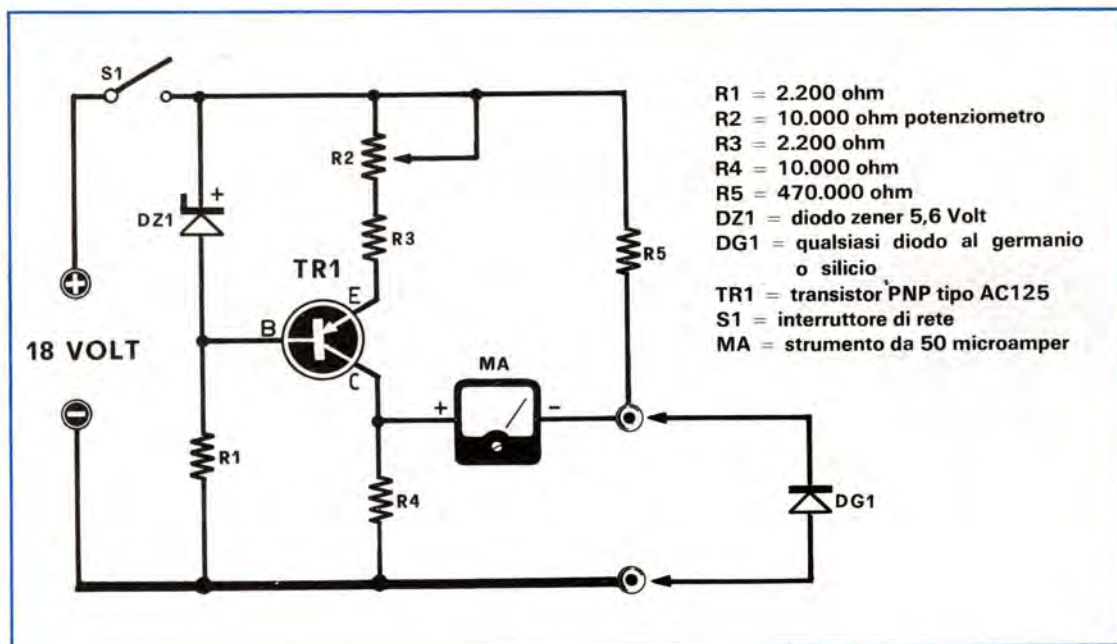 S1
R2
+
DZ1
R3
R5
TR1
E
B
18 VOLT
C
MA
+ -
R1
R4
DG1
R1 = 2.200 ohm
R2 = 10.000 ohm potenziometro
R3 = 2.200 ohm
R4 = 10.000 ohm
R5 = 470.000 ohm
DZ1 = diodo zener 5,6 Volt
DG1 = qualsiasi diodo al germanio
o silicio
TR1 = transistor PNP tipo AC125
S1 = interruttore di rete
MA = strumento da 50 microamper